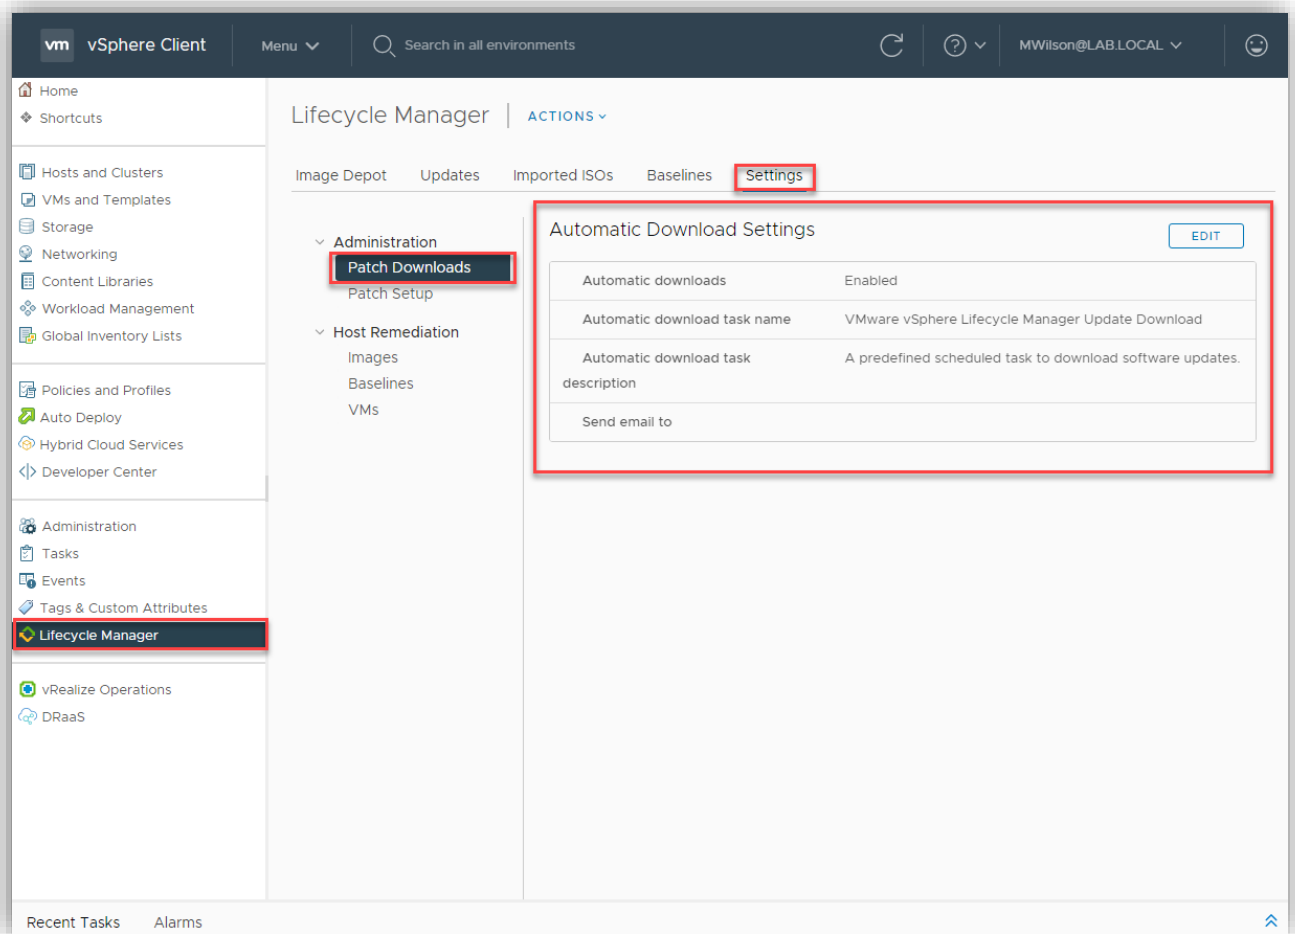 vm vSphere Client Menu Search in all environments ? MWilson@LAB.LOCAL
Home
Shortcuts
Hosts and Clusters
VMs and Templates
Storage
Networking
Content Libraries
Workload Management
Global Inventory Lists
Policies and Profiles
Auto Deploy
Hybrid Cloud Services
Developer Center
Administration
Tasks
Events
Tags & Custom Attributes
Lifecycle Manager
vRealize Operations
DRaaS
Lifecycle Manager ACTIONS
Image Depot Updates Imported ISOs Baselines Settings
Administration
Patch Downloads
Patch Setup
Host Remediation
Images
Baselines
VMs
Automatic Download Settings EDIT
Automatic downloads Enabled
Automatic download task name VMware vSphere Lifecycle Manager Update Download
Automatic download task A predefined scheduled task to download software updates.
description
Send email to
Recent Tasks Alarms